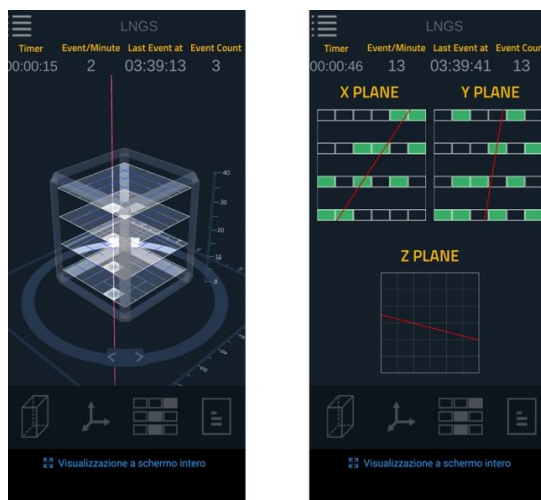 LNGS
Timer Event/Minute Last Event at Event Count
00:00:15 2 03:39:13 3
40
30
20
10
0
Visualizzazione a schermo intero
LNGS
Timer Event/Minute Last Event at Event Coun
00:00:46 13 03:39:41 13
X PLANE Y PLANE
Z PLANE
Visualizzazione a schermo intero